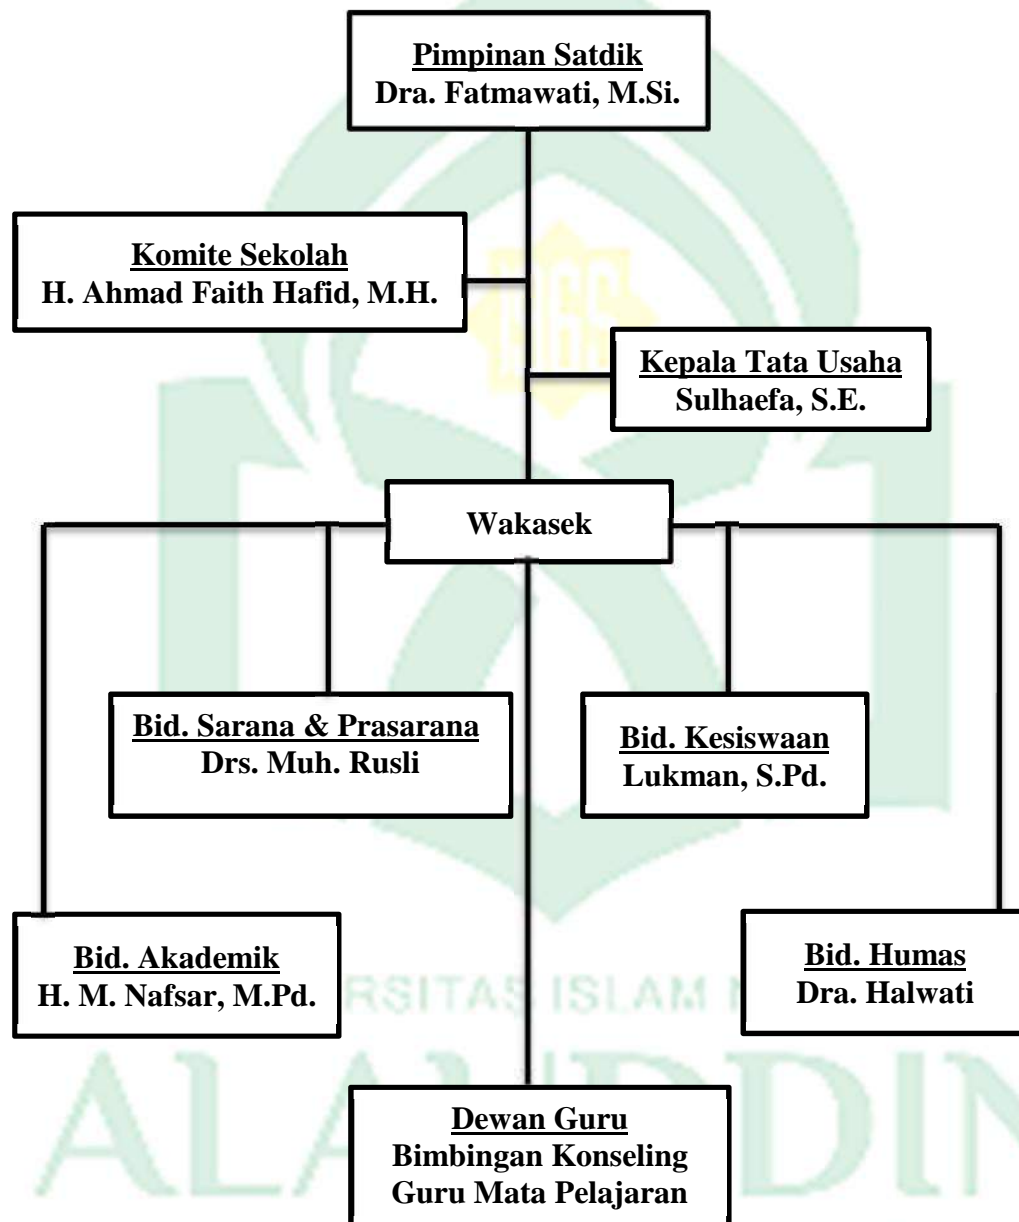 Pimpinan Satdik
Dra. Fatmawati, M.Si.
Komite Sekolah
H. Ahmad Faith Hafid, M.H.
1965
Kepala Tata Usaha
Sulhaefa, S.E.
Wakasek
Bid. Sarana & Prasarana
Drs. Muh. Rusli
Bid. Kesiswaan
Lukman, S.Pd.
Bid. Akademik
H. M. Nafsar, M.Pd.
Bid. Humas
Dra. Halwati
ISLAM
Dewan Guru
Bimbingan Konseling
Guru Mata Pelajaran